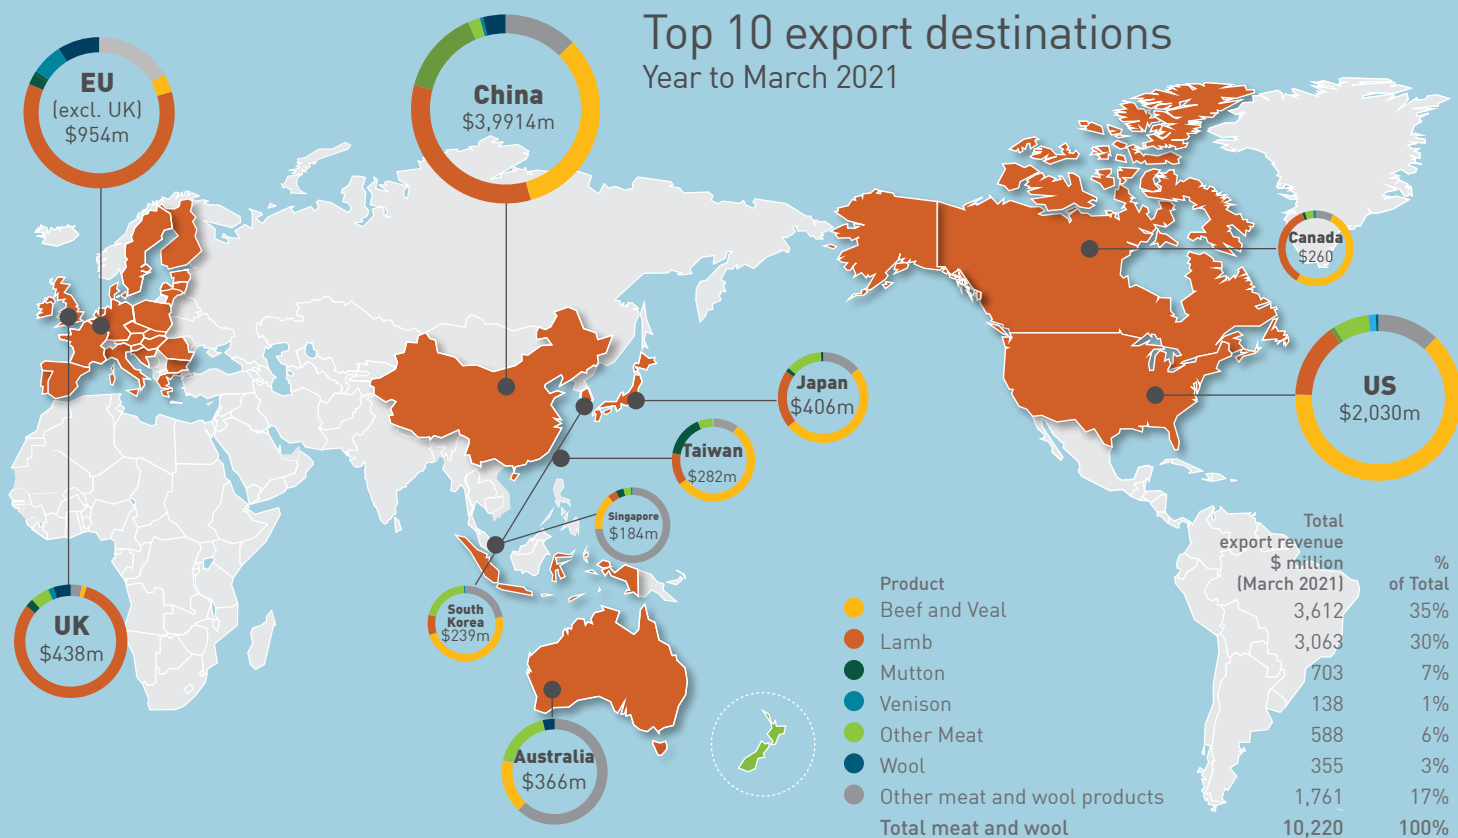 Top 10 export destinations
Year to March 2021
EU
(excl. UK)
$954m
China
$3,9914m
Canada
$260
US
$2,030m
Japan
$406m
Taiwan
$282m
Singapore
$184m
South
Korea
$239m
UK
$438m
Australia
$366m
Total
export revenue
$ million %
Product (March 2021) of Total
Beef and Veal 3,612 35%
Lamb 3,063 30%
Mutton 703 7%
Venison 138 1%
Other Meat 588 6%
Wool 355 3%
Other meat and wool products 1,761 17%
Total meat and wool 10,220 100%